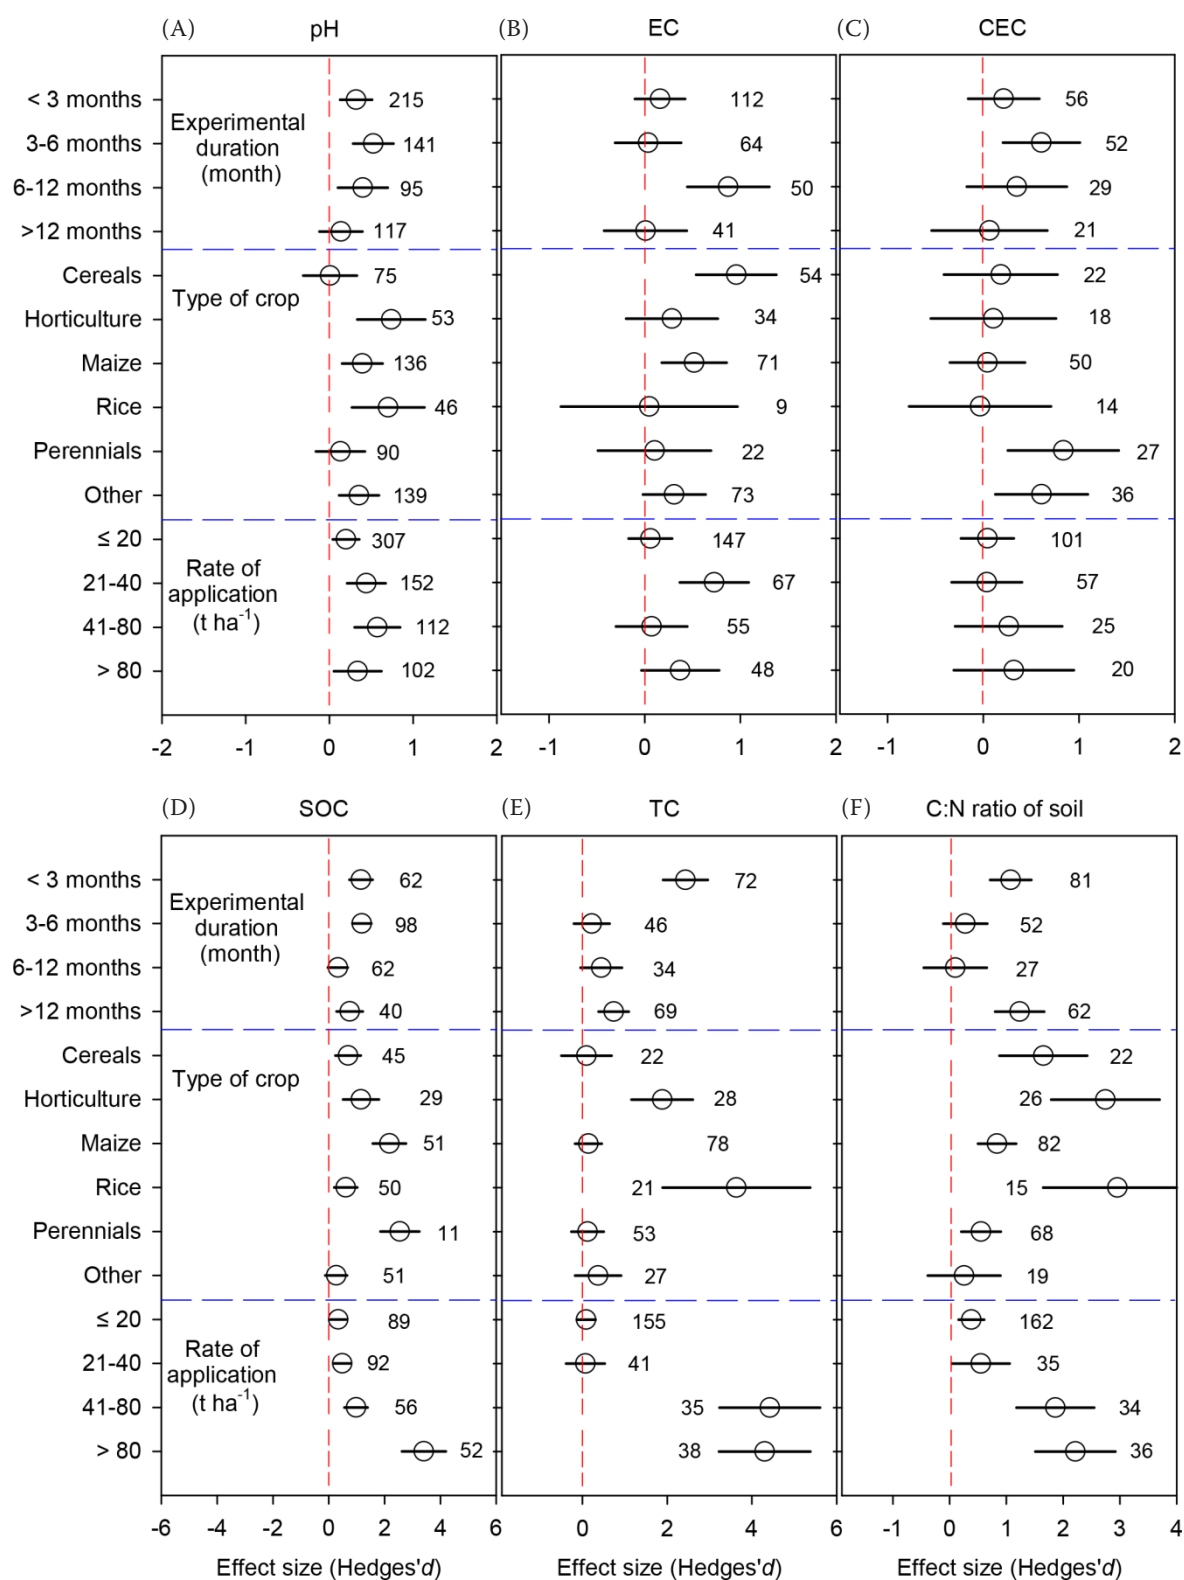 (A) pH (B) EC (C) CEC
< 3 months 215 112 56
Experimental
duration
(month)
3-6 months 141 64 52
6-12 months 95 50 29
>12 months 117 41 21
Cereals 75 54 22
Type of crop
Horticulture 53 34 18
Maize 136 71 50
Rice 46 9 14
Perennials 90 22 27
Other 139 73 36
≤ 20 307 147 101
Rate of
application
(t ha⁻¹)
21-40 152 67 57
41-80 112 55 25
> 80 102 48 20
-2 -1 0 1 2 -1 0 1 2 -1 0 1 2
(D) SOC (E) TC (F) C:N ratio of soil
< 3 months 62 72 81
Experimental
duration
(month)
3-6 months 98 46 52
6-12 months 62 34 27
>12 months 40 69 62
Cereals 45 22 22
Type of crop
Horticulture 29 28 26
Maize 51 78 82
Rice 50 21 15
Perennials 11 53 68
Other 51 27 19
≤ 20 89 155 162
Rate of
application
(t ha⁻¹)
21-40 92 41 35
41-80 56 35 34
> 80 52 38 36
-6 -4 -2 0 2 4 6 0 2 4 6 0 1 2 3 4
Effect size (Hedges'd) Effect size (Hedges'd) Effect size (Hedges'd)